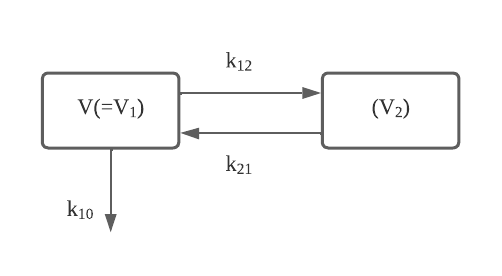 k₁₂
V(=V₁)
(V₂)
k₂₁
k₁₀